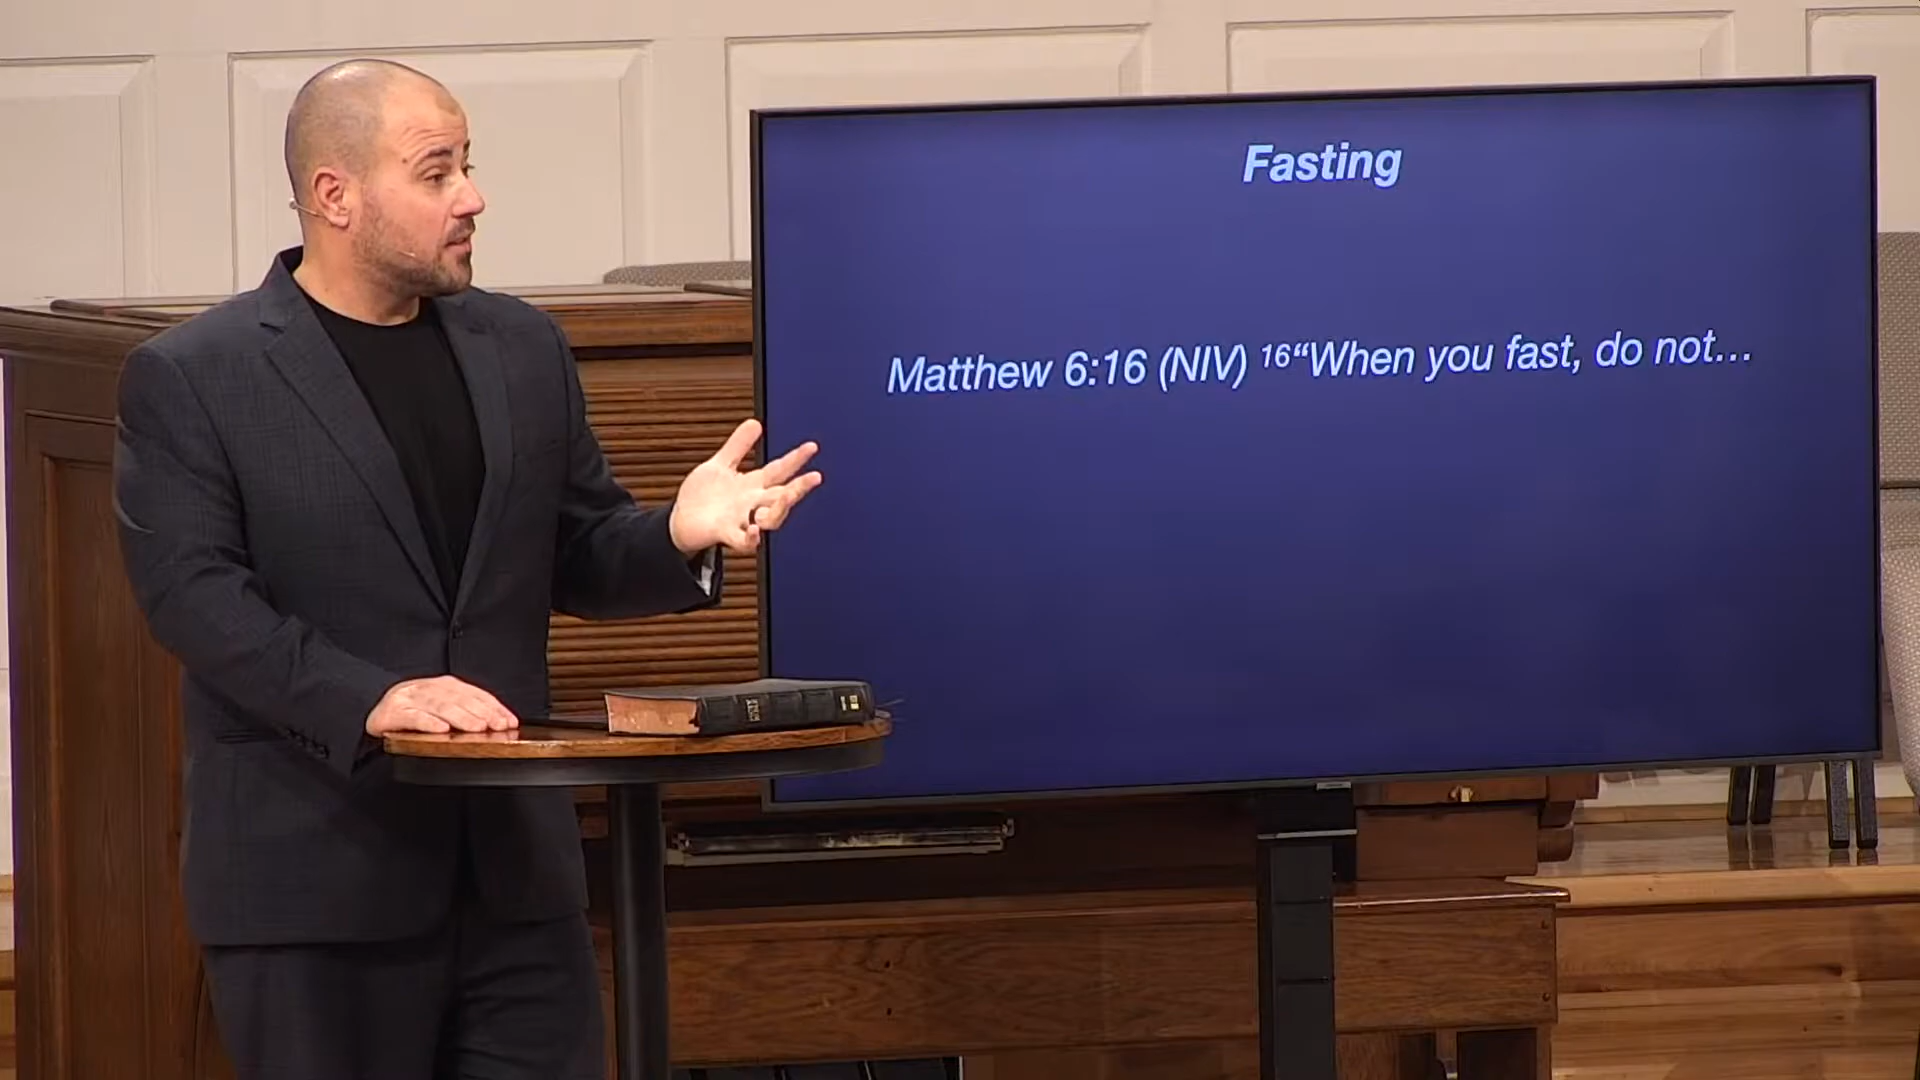 Fasting
Matthew 6:16 (NIV) 16“When you fast, do not…